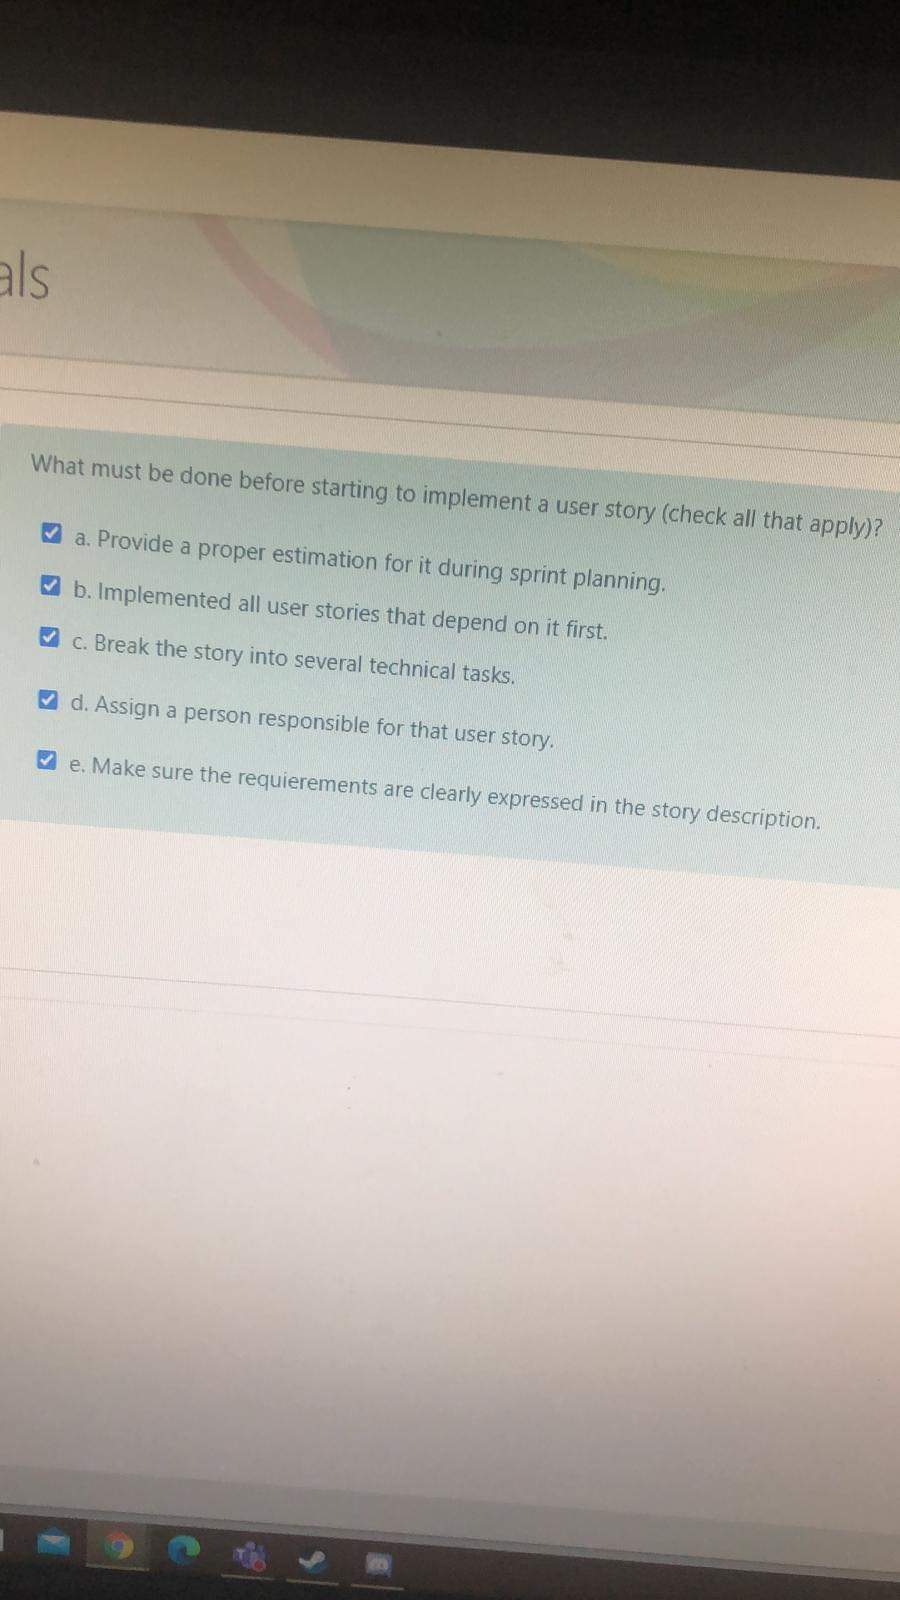 als
What must be done before starting to implement a user story (check all that apply)?
a. Provide a proper estimation for it during sprint planning.
b. Implemented all user stories that depend on it first.
c. Break the story into several technical tasks.
d. Assign a person responsible for that user story.
e. Make sure the requierements are clearly expressed in the story description.